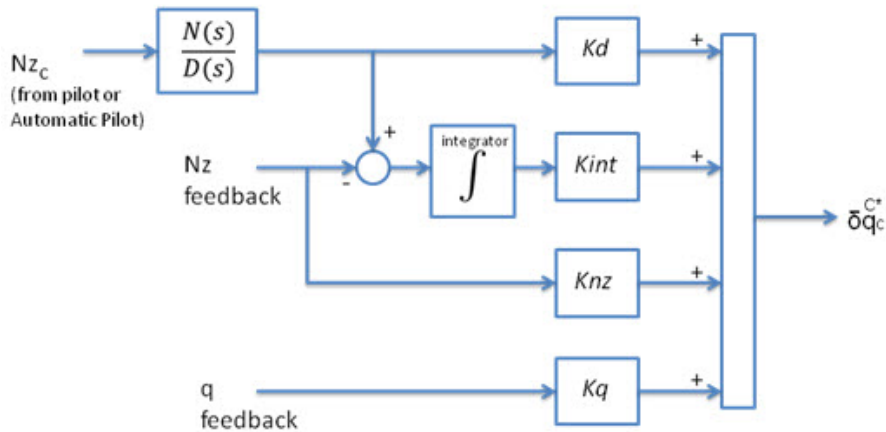 N(s)
D(s)
Nz_c
(from pilot or
Automatic Pilot)
Kd
+
+
integrator
∫
Kint
+
Nz
feedback
-
Knz
+
δq_c^C*
q
feedback
Kq
+